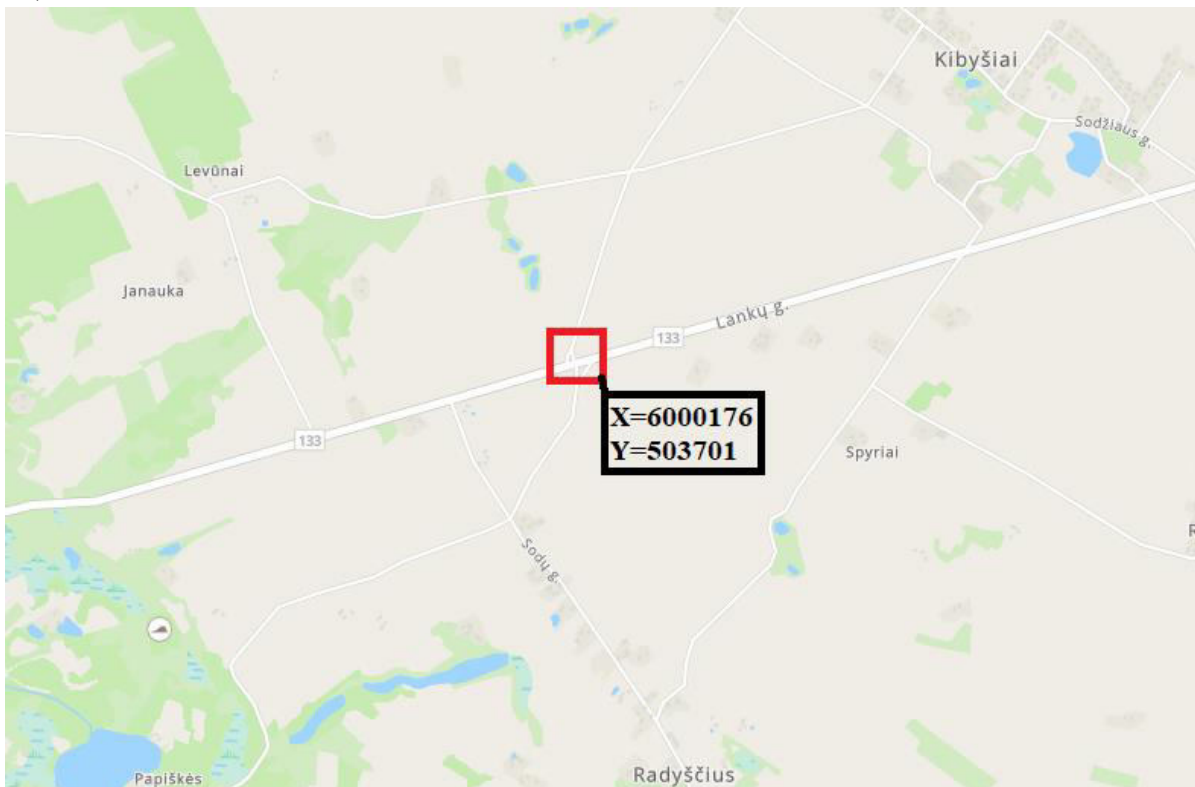 Kibyšiai
Sodžiaus g.
Levūnai
Janauka
Lankų g.
133
X=6000176
Y=503701
133
Spyriai
R
Sodų g.
Papiškės
Radyščius